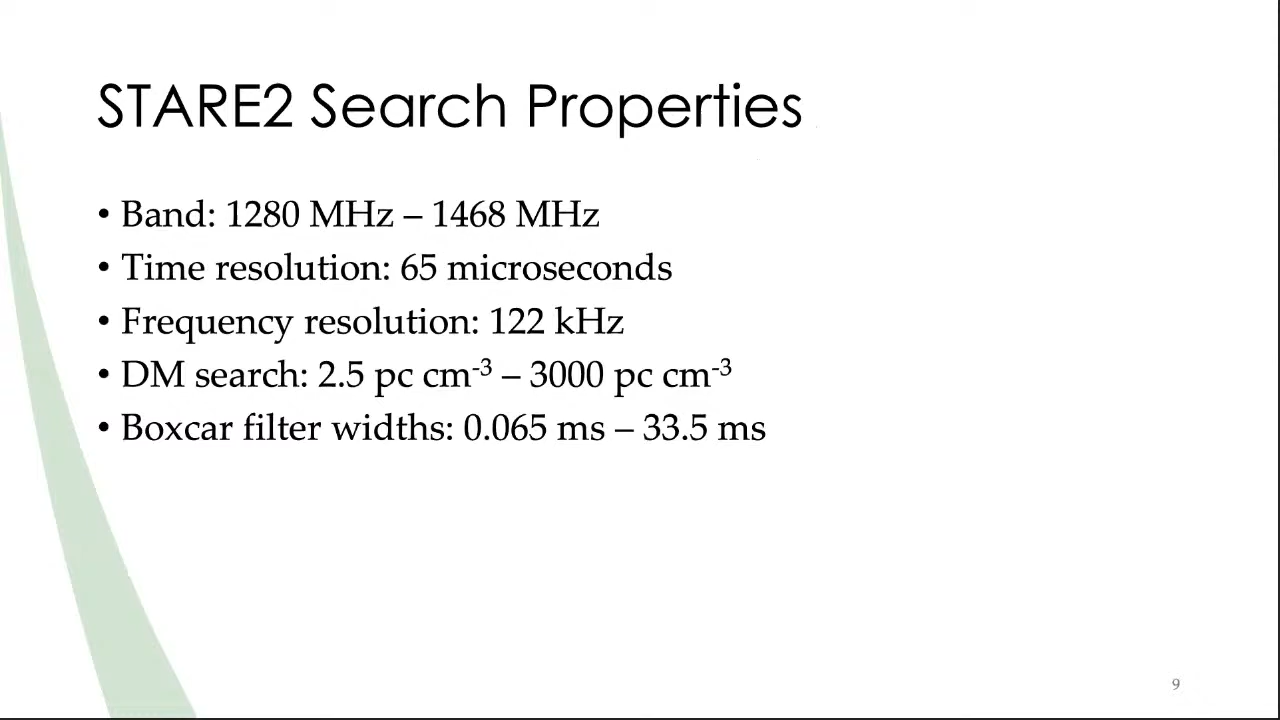 STARE2 Search Properties
• Band: 1280 MHz – 1468 MHz
• Time resolution: 65 microseconds
• Frequency resolution: 122 kHz
• DM search: 2.5 pc cm⁻³ – 3000 pc cm⁻³
• Boxcar filter widths: 0.065 ms – 33.5 ms
9